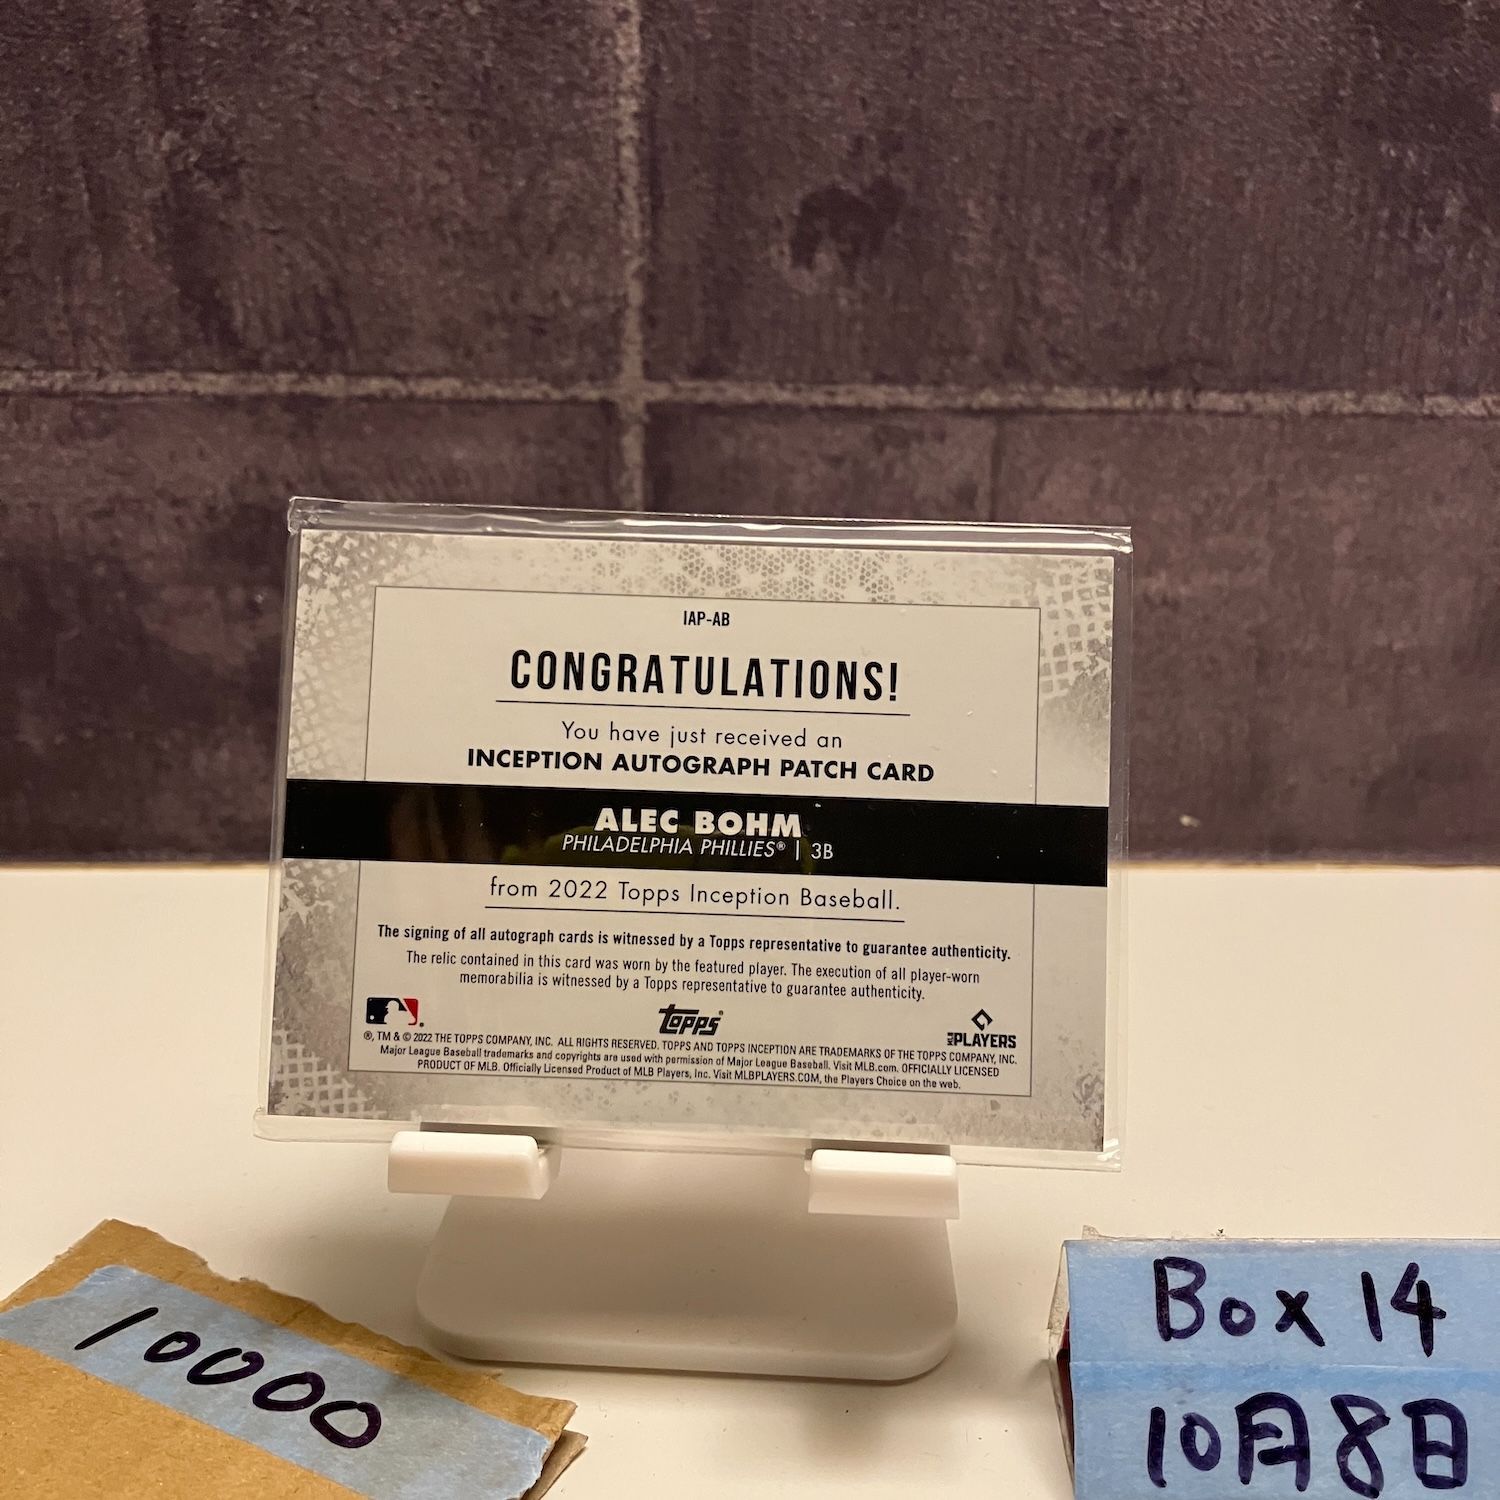 IAP-AB
CONGRATULATIONS!
You have just received an
INCEPTION AUTOGRAPH PATCH CARD
ALEC BOHM
PHILADELPHIA PHILLIES® | 3B
from 2022 Topps Inception Baseball.
The signing of all autograph cards is witnessed by a Topps representative to guarantee authenticity.
The relic contained in this card was worn by the featured player. The execution of all player-worn
memorabilia is witnessed by a Topps representative to guarantee authenticity.
topps
MLB PLAYERS
®, TM & © 2022 THE TOPPS COMPANY, INC. ALL RIGHTS RESERVED. TOPPS AND TOPPS INCEPTION ARE TRADEMARKS OF THE TOPPS COMPANY, INC.
Major League Baseball trademarks and copyrights are used with permission of Major League Baseball. Visit MLB.com. OFFICIALLY LICENSED
PRODUCT OF MLB. Officially Licensed Product of MLB Players, Inc. Visit MLBPLAYERS.COM, the Players Choice on the web.
10000
Box 14
10月8日